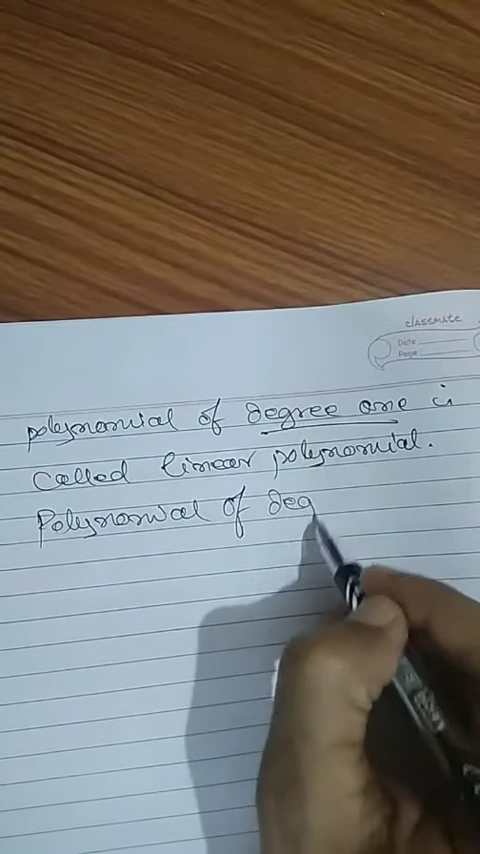 classmate
Date
Page
polynomial of degree one is
called linear polynomial.
Polynomial of deg